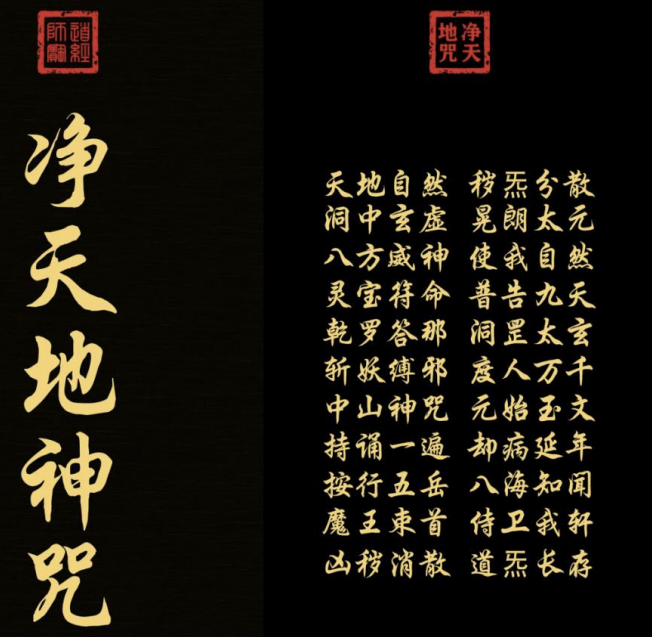 道經師寶
净天地神咒
净天地咒
天地自然 秽炁分散
洞中玄虚 晃朗太元
八方威神 使我自然
灵宝符命 普告九天
乾罗答那 洞罡太玄
斩妖缚邪 度人万千
中山神咒 元始玉文
持诵一遍 却病延年
按行五岳 八海知闻
魔王束首 侍卫我轩
凶秽消散 道炁长存